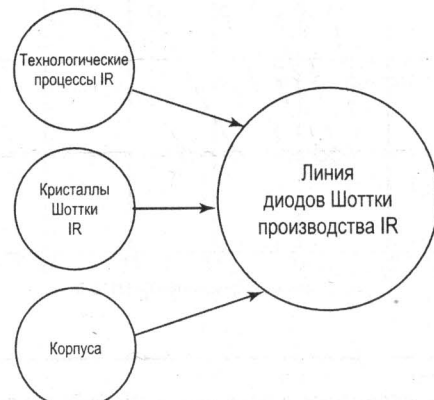 Технологические
процессы IR
Кристаллы
Шоттки
IR
Корпуса
Линия
диодов Шоттки
производства IR